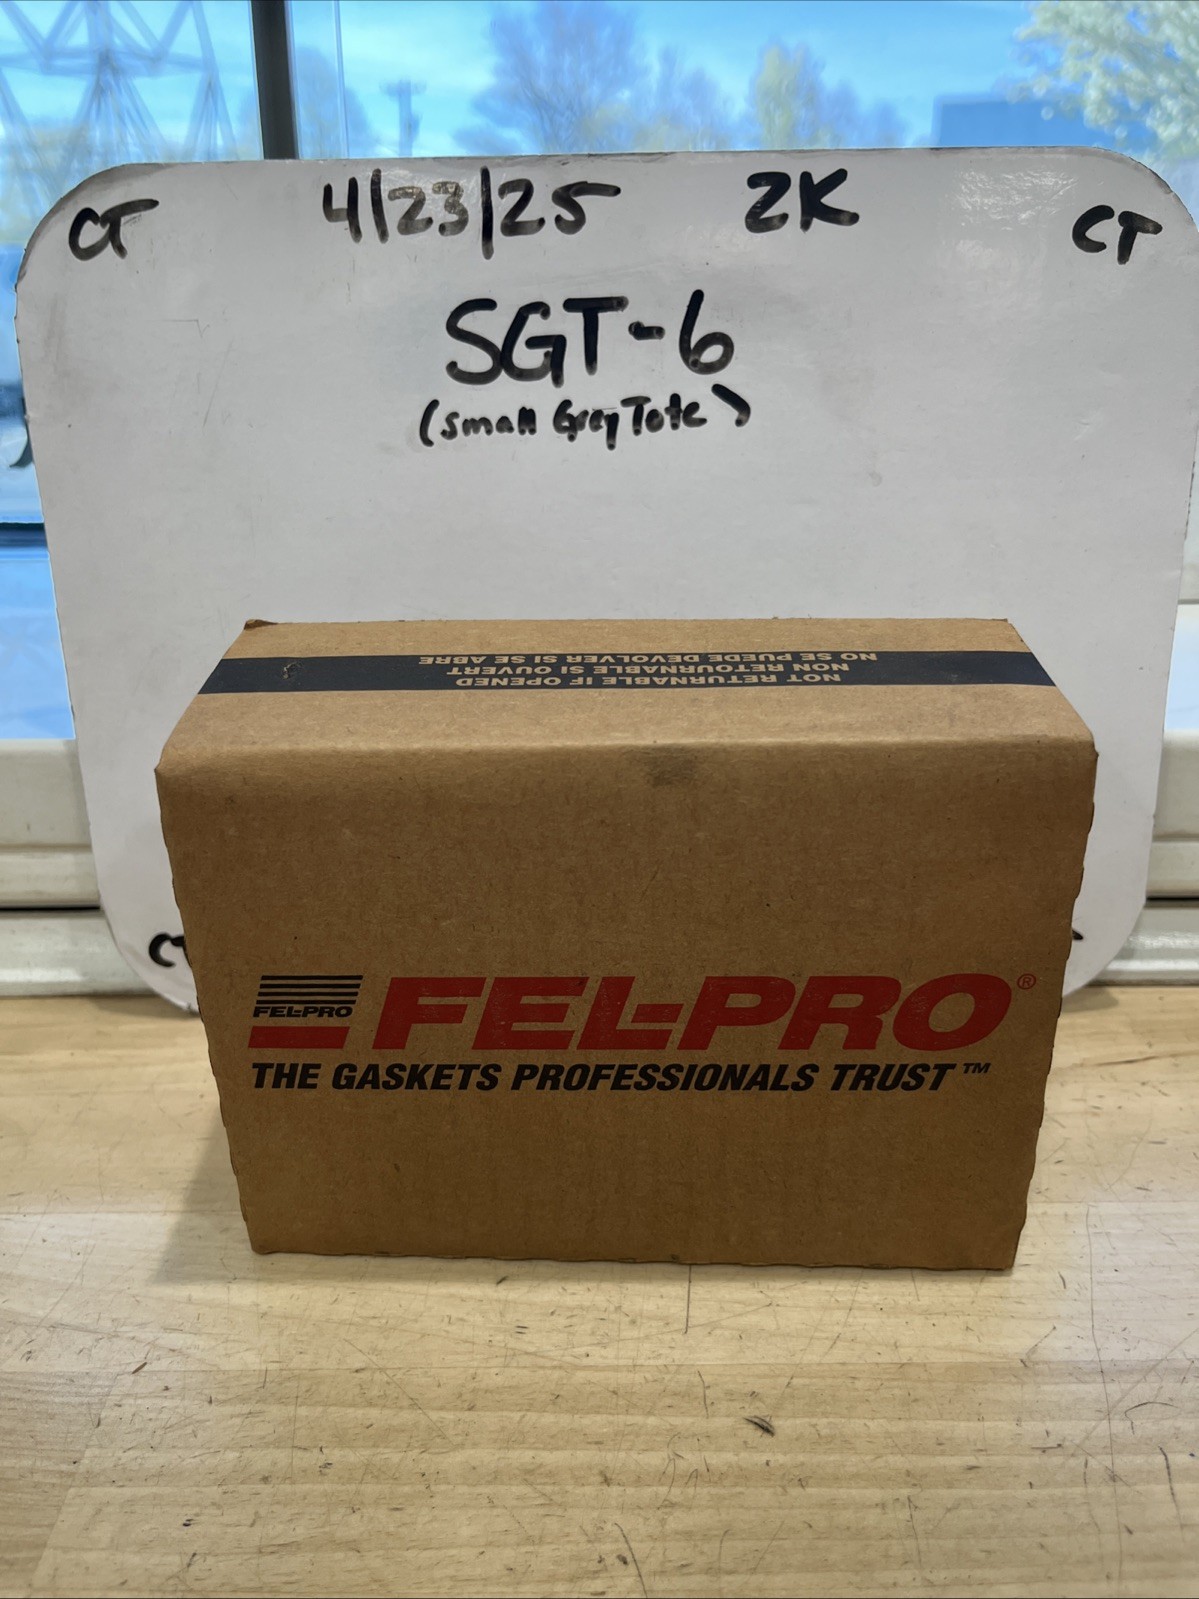 CT 4/23/25 2K CT
SGT-6
(Small Grey Tote)
NOT RETURNABLE IF OPENED
NON RETOURNABLE SI OUVERT
NO SE PUEDE DEVOLVER SI SE ABRE
FEL-PRO
FEL-PRO®
THE GASKETS PROFESSIONALS TRUST™